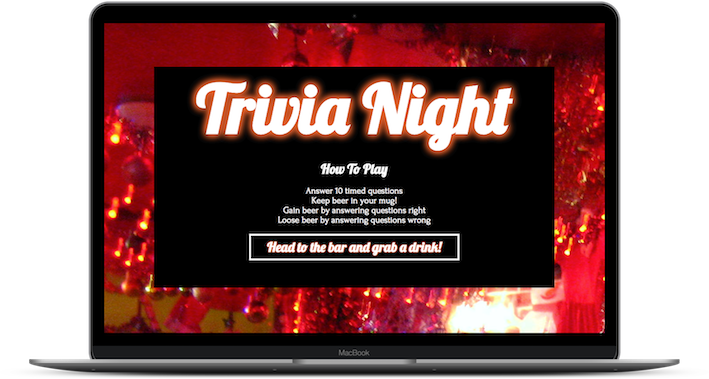 Trivia Night
How To Play
Answer 10 timed questions
Keep beer in your mug!
Gain beer by answering questions right
Loose beer by answering questions wrong
Head to the bar and grab a drink!
MacBook